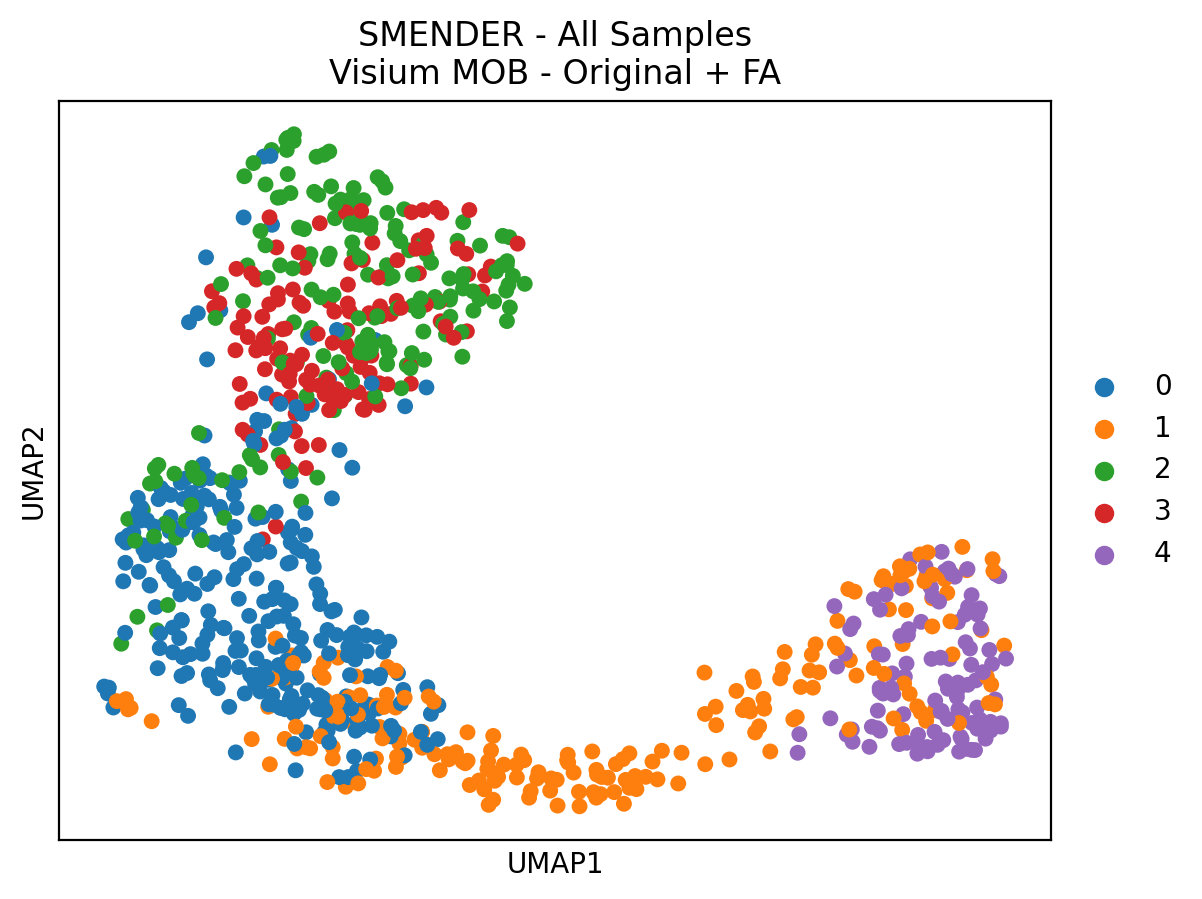 SMENDER - All Samples
Visium MOB - Original + FA
UMAP2
UMAP1
0
1
2
3
4